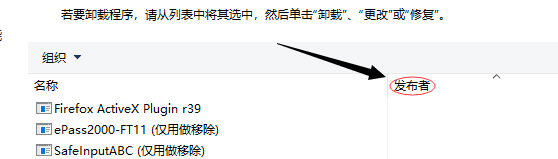 若要卸载程序，请从列表中将其选中，然后单击“卸载”、“更改”或“修复”。
组织
名称 发布者
Firefox ActiveX Plugin r39
ePass2000-FT11 (仅用做移除)
SafeInputABC (仅用做移除)